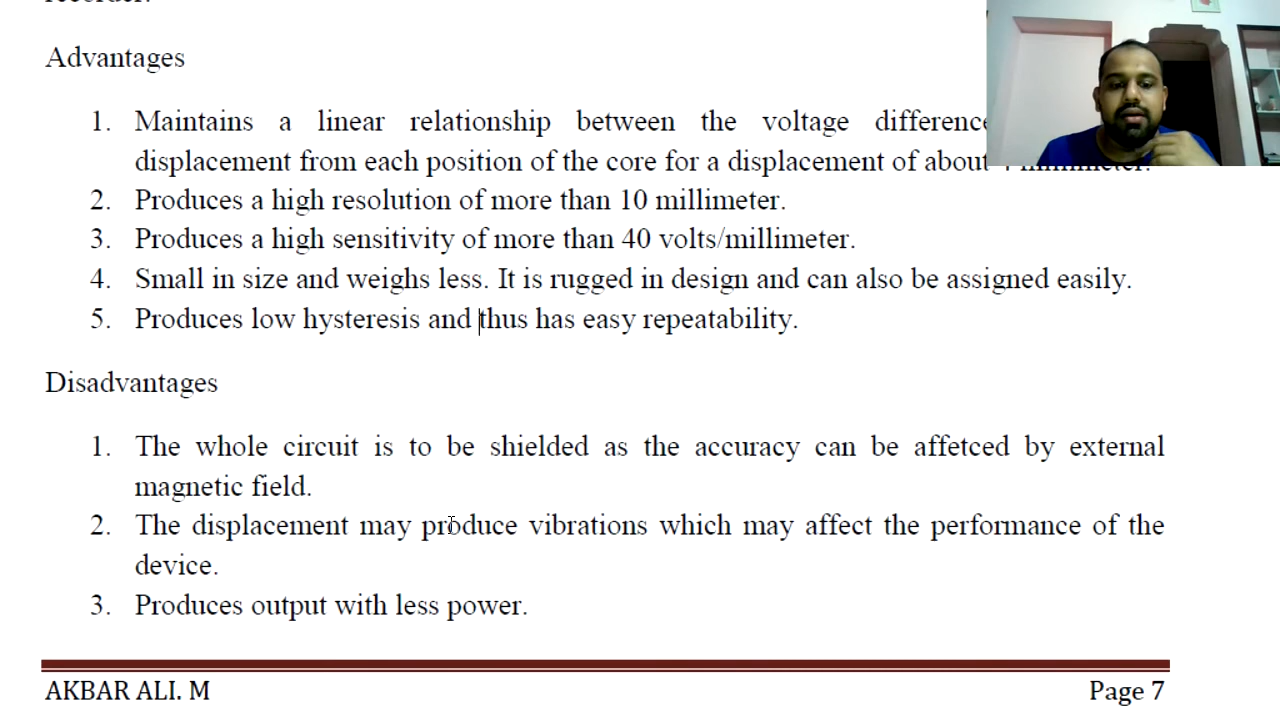 Advantages
1. Maintains a linear relationship between the voltage difference
displacement from each position of the core for a displacement of about
2. Produces a high resolution of more than 10 millimeter.
3. Produces a high sensitivity of more than 40 volts/millimeter.
4. Small in size and weighs less. It is rugged in design and can also be assigned easily.
5. Produces low hysteresis and thus has easy repeatability.
Disadvantages
1. The whole circuit is to be shielded as the accuracy can be affetced by external
magnetic field.
2. The displacement may produce vibrations which may affect the performance of the
device.
3. Produces output with less power.
AKBAR ALI. M
Page 7